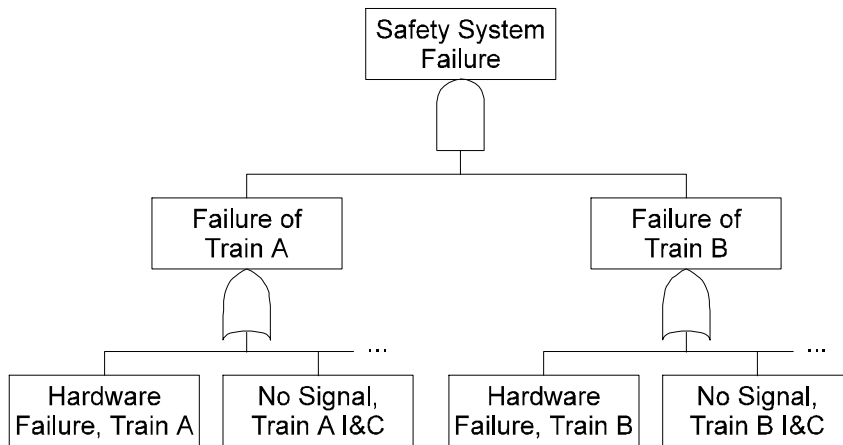 Safety System
Failure
Failure of
Train A
Failure of
Train B
...
...
Hardware
Failure, Train A
No Signal,
Train A I&C
Hardware
Failure, Train B
No Signal,
Train B I&C